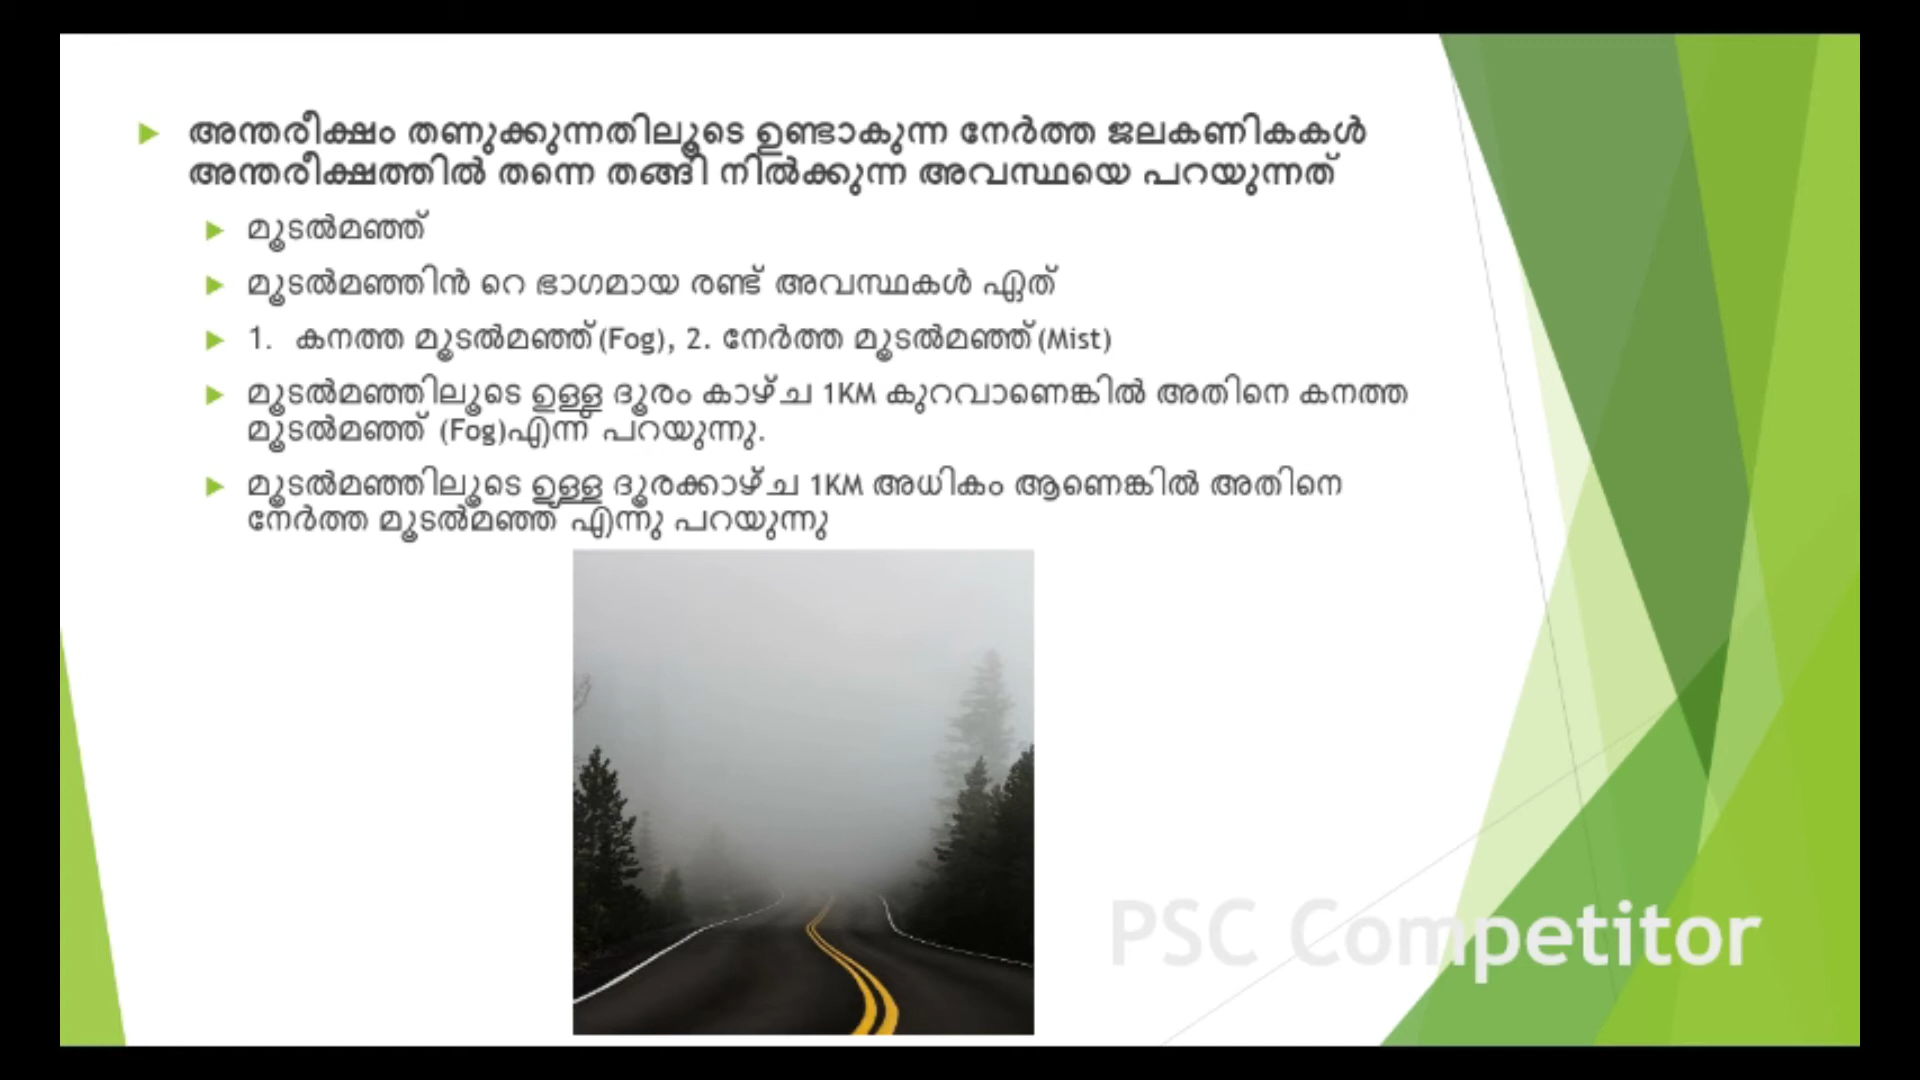 അന്തരീക്ഷം തണുക്കുന്നതിലൂടെ ഉണ്ടാകുന്ന നേർത്ത ജലകണികകൾ
അന്തരീക്ഷത്തിൽ തന്നെ തങ്ങി നിൽക്കുന്ന അവസ്ഥയെ പറയുന്നത്
മൂടൽമഞ്ഞ്
മൂടൽമഞ്ഞിൻ റെ ഭാഗമായ രണ്ട് അവസ്ഥകൾ ഏത്
1. കനത്ത മൂടൽമഞ്ഞ്(Fog), 2. നേർത്ത മൂടൽമഞ്ഞ്(Mist)
മൂടൽമഞ്ഞിലൂടെ ഉള്ള ദൂരം കാഴ്ച 1KM കുറവാണെങ്കിൽ അതിനെ കനത്ത
മൂടൽമഞ്ഞ് (Fog)എന്ന് പറയുന്നു.
മൂടൽമഞ്ഞിലൂടെ ഉള്ള ദൂരക്കാഴ്ച 1KM അധികം ആണെങ്കിൽ അതിനെ
നേർത്ത മൂടൽമഞ്ഞ് എന്നു പറയുന്നു
PSC Competitor